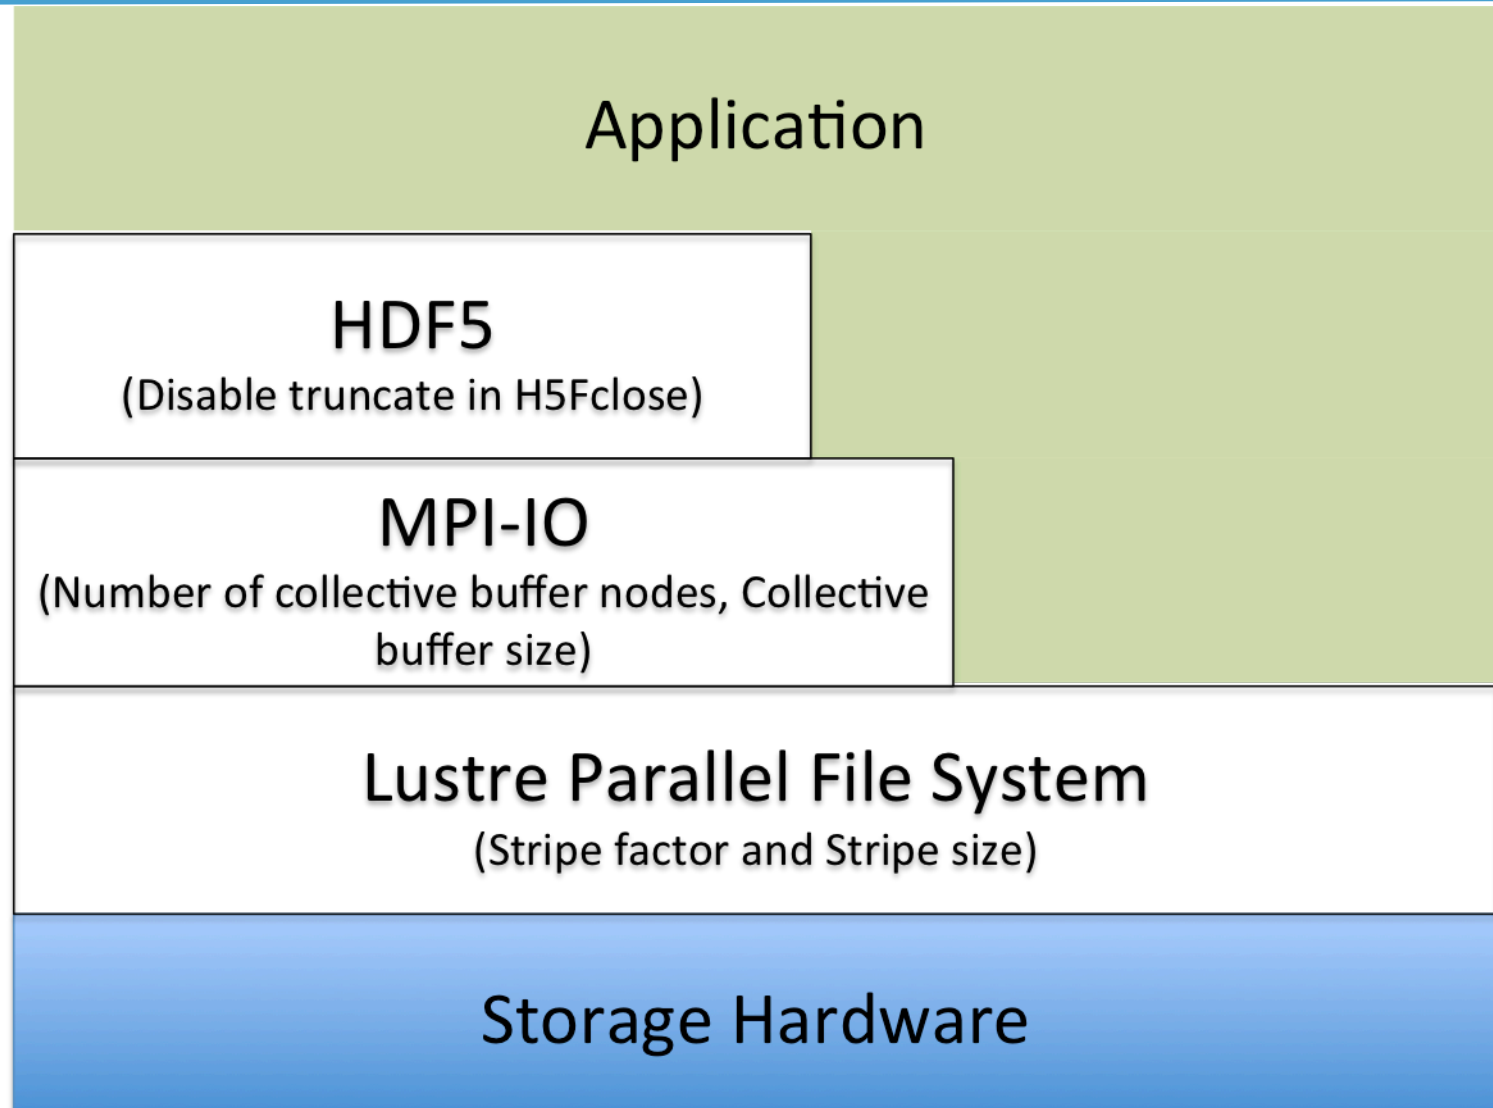 Application
HDF5
(Disable truncate in H5Fclose)
MPI-IO
(Number of collective buffer nodes, Collective
buffer size)
Lustre Parallel File System
(Stripe factor and Stripe size)
Storage Hardware